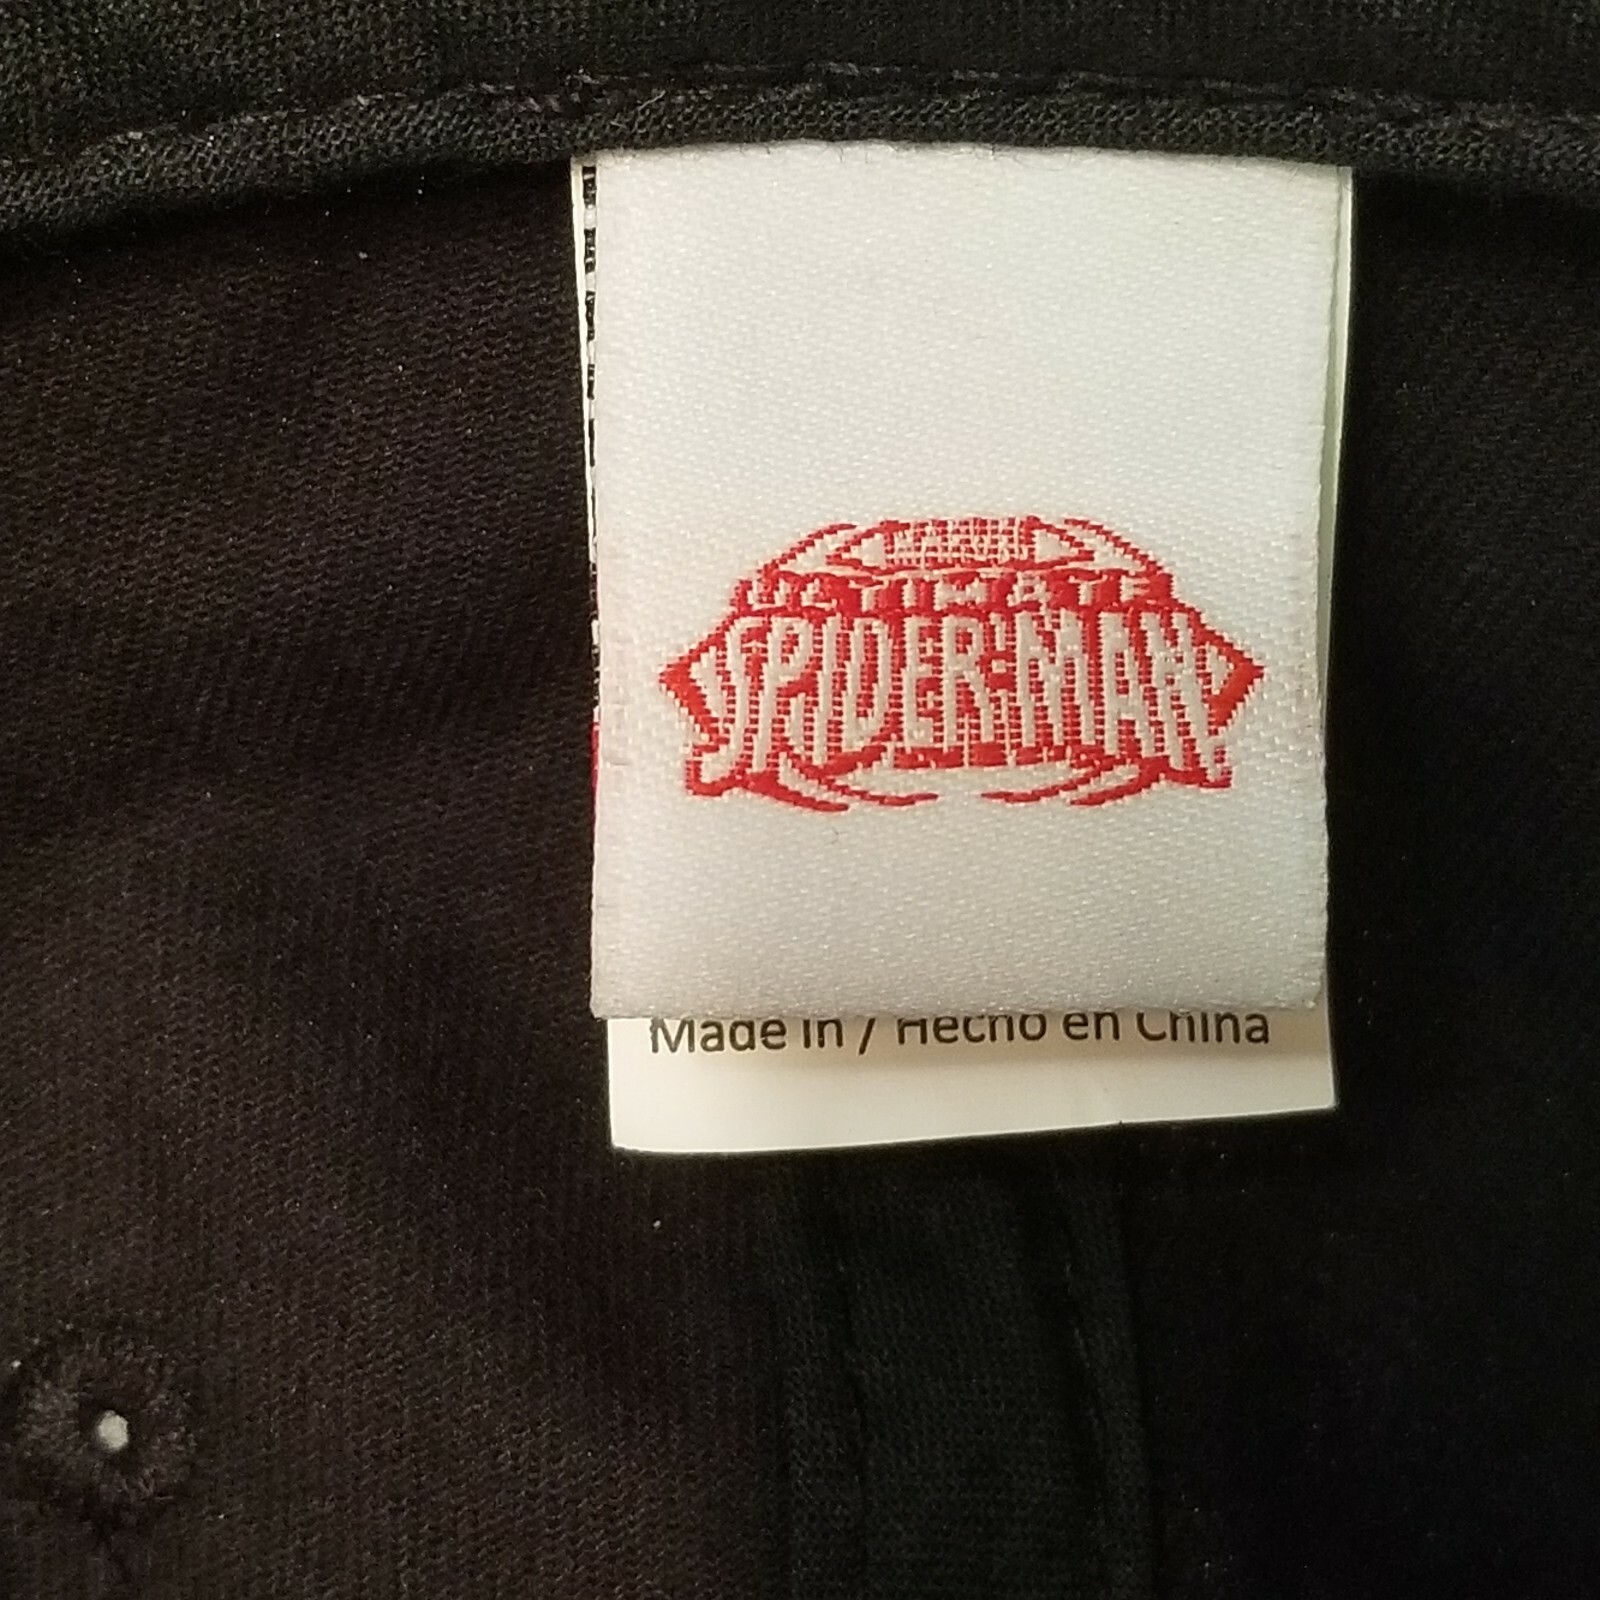 MARVEL
ULTIMATE
SPIDER-MAN
Made in / Hecho en China